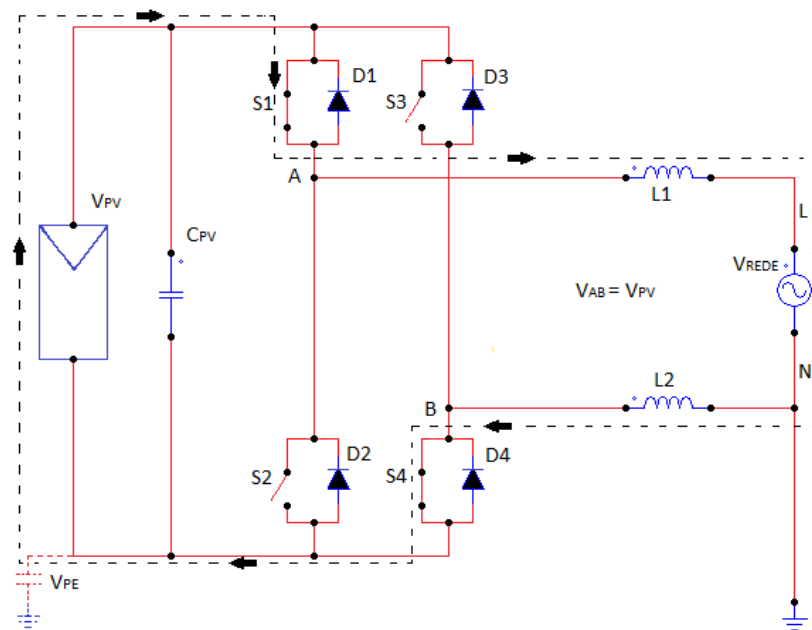 D1
D3
S1
S3
A
L1
VPV
L
CPV
VREDE
VAB = VPV
L2
N
B
D2
D4
S2
S4
VPE